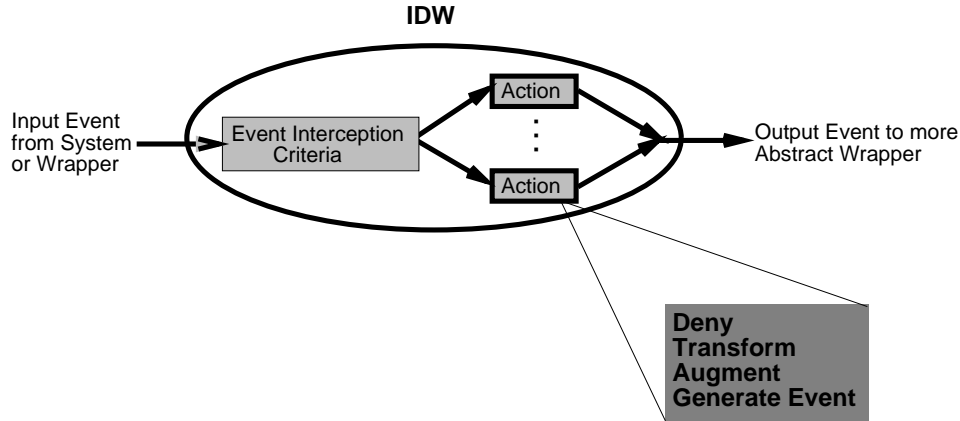 IDW
Input Event
from System
or Wrapper
Event Interception
Criteria
Action
Action
Output Event to more
Abstract Wrapper
Deny
Transform
Augment
Generate Event